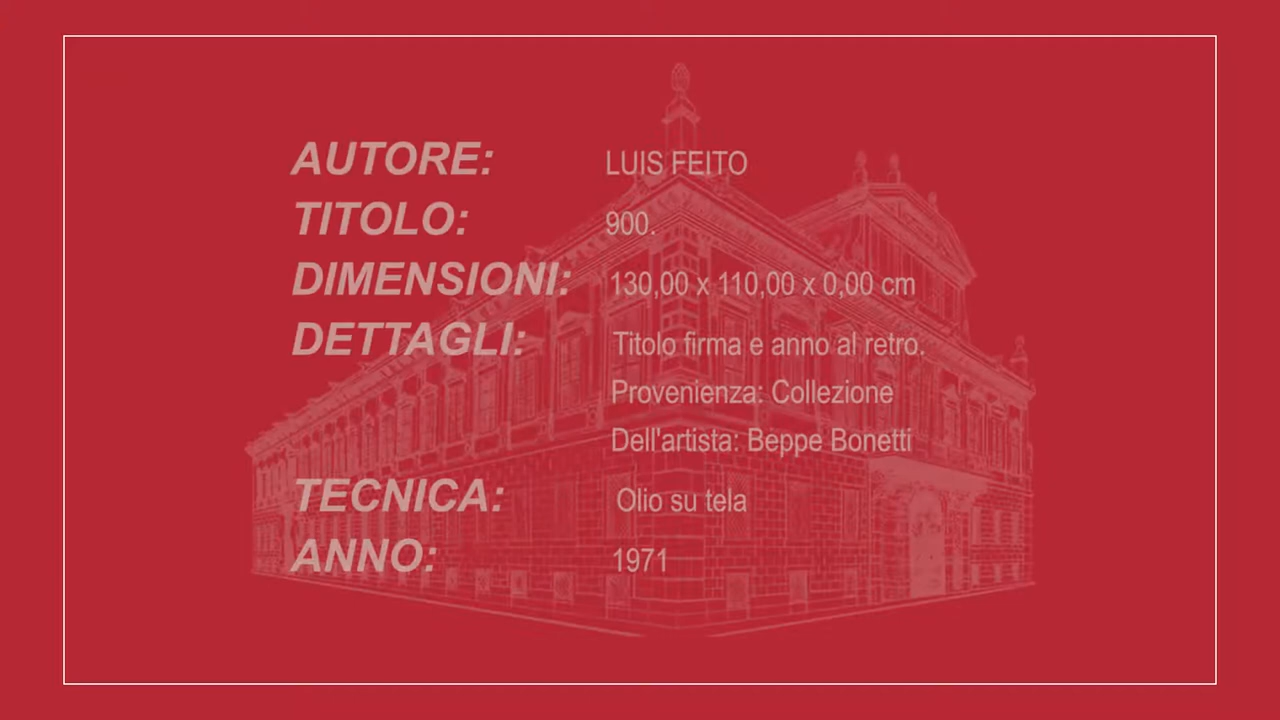 AUTORE: LUIS FEITO
TITOLO: 900.
DIMENSIONI: 130,00 x 110,00 x 0,00 cm
DETTAGLI: Titolo firma e anno al retro.
Provenienza: Collezione
Dell'artista: Beppe Bonetti
TECNICA: Olio su tela
ANNO: 1971